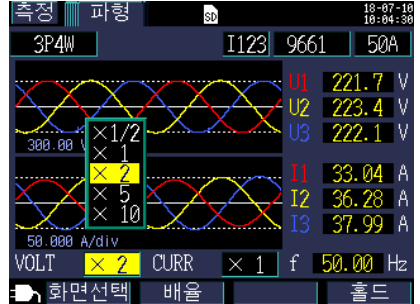 측정 파형 SD 18-07-10
10:04:30
3P4W I123 9661 50A
U1 221.7 V
U2 223.4 V
U3 222.1 V
300.00 V
×1/2
× 1
× 2
× 5
× 10
I1 33.04 A
I2 36.28 A
I3 37.99 A
50.000 A/div
VOLT × 2 CURR × 1 f 50.00 Hz
화면선택 배율 홀드